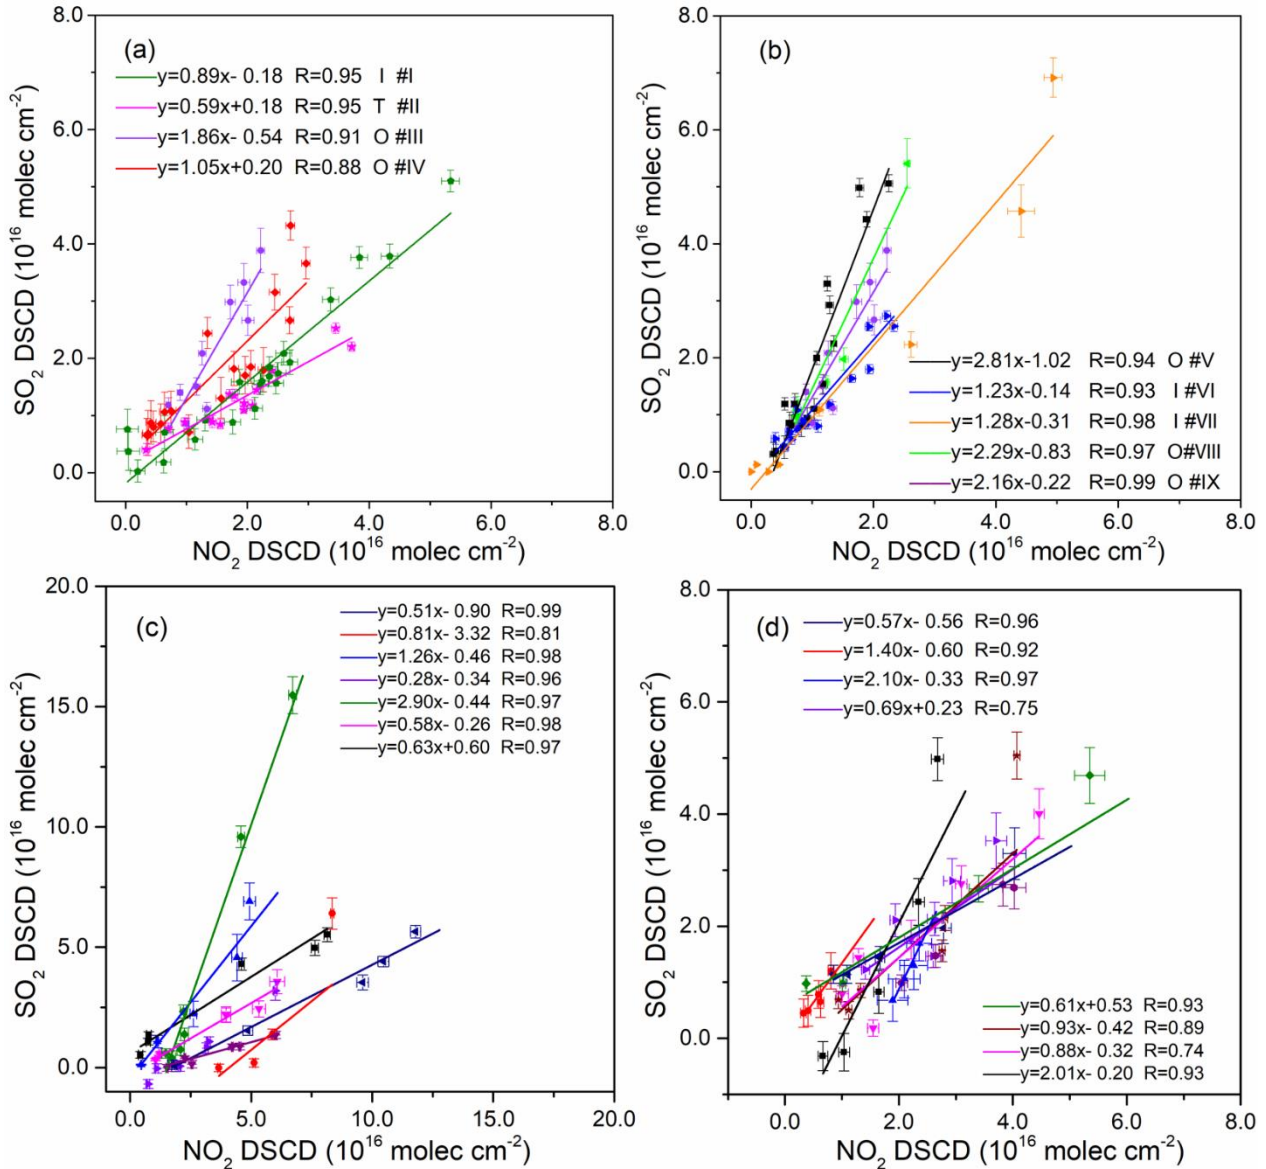 (a)
y=0.89x- 0.18 R=0.95 I #I
y=0.59x+0.18 R=0.95 T #II
y=1.86x- 0.54 R=0.91 O #III
y=1.05x+0.20 R=0.88 O #IV
8.0
6.0
4.0
2.0
0.0
SO2 DSCD (10^16 molec cm^-2)
0.0 2.0 4.0 6.0 8.0
NO2 DSCD (10^16 molec cm^-2)
(b)
8.0
6.0
4.0
2.0
0.0
SO2 DSCD (10^16 molec cm^-2)
y=2.81x-1.02 R=0.94 O #V
y=1.23x-0.14 R=0.93 I #VI
y=1.28x-0.31 R=0.98 I #VII
y=2.29x-0.83 R=0.97 O#VIII
y=2.16x-0.22 R=0.99 O #IX
0.0 2.0 4.0 6.0 8.0
NO2 DSCD (10^16 molec cm^-2)
(c)
20.0
15.0
10.0
5.0
0.0
SO2 DSCD (10^16 molec cm^-2)
y=0.51x- 0.90 R=0.99
y=0.81x- 3.32 R=0.81
y=1.26x- 0.46 R=0.98
y=0.28x- 0.34 R=0.96
y=2.90x- 0.44 R=0.97
y=0.58x- 0.26 R=0.98
y=0.63x+0.60 R=0.97
0.0 5.0 10.0 15.0 20.0
NO2 DSCD (10^16 molec cm^-2)
(d)
8.0
6.0
4.0
2.0
0.0
SO2 DSCD (10^16 molec cm^-2)
y=0.57x- 0.56 R=0.96
y=1.40x- 0.60 R=0.92
y=2.10x- 0.33 R=0.97
y=0.69x+0.23 R=0.75
y=0.61x+0.53 R=0.93
y=0.93x- 0.42 R=0.89
y=0.88x- 0.32 R=0.74
y=2.01x- 0.20 R=0.93
0.0 2.0 4.0 6.0 8.0
NO2 DSCD (10^16 molec cm^-2)